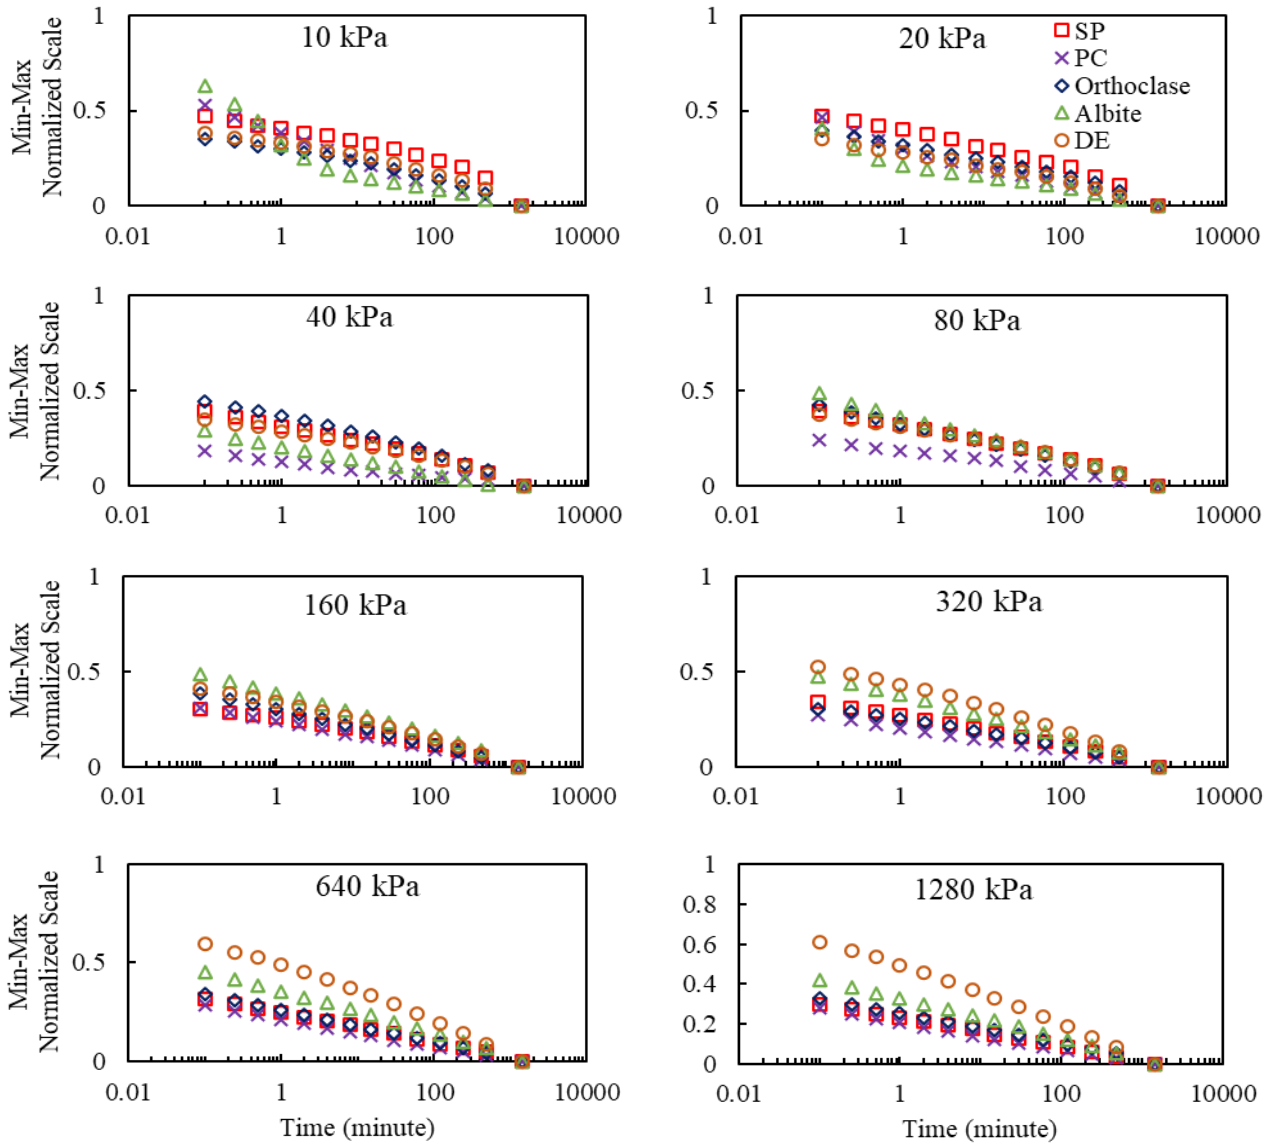 10 kPa
Min-Max
Normalized Scale
1
0.5
0
0.01
1
100
10000
20 kPa
SP
PC
Orthoclase
Albite
DE
1
0.5
0
0.01
1
100
10000
40 kPa
Min-Max
Normalized Scale
1
0.5
0
0.01
1
100
10000
80 kPa
1
0.5
0
0.01
1
100
10000
160 kPa
Min-Max
Normalized Scale
1
0.5
0
0.01
1
100
10000
320 kPa
1
0.5
0
0.01
1
100
10000
640 kPa
Min-Max
Normalized Scale
1
0.5
0
0.01
1
100
10000
Time (minute)
1280 kPa
1
0.8
0.6
0.4
0.2
0
0.01
1
100
10000
Time (minute)